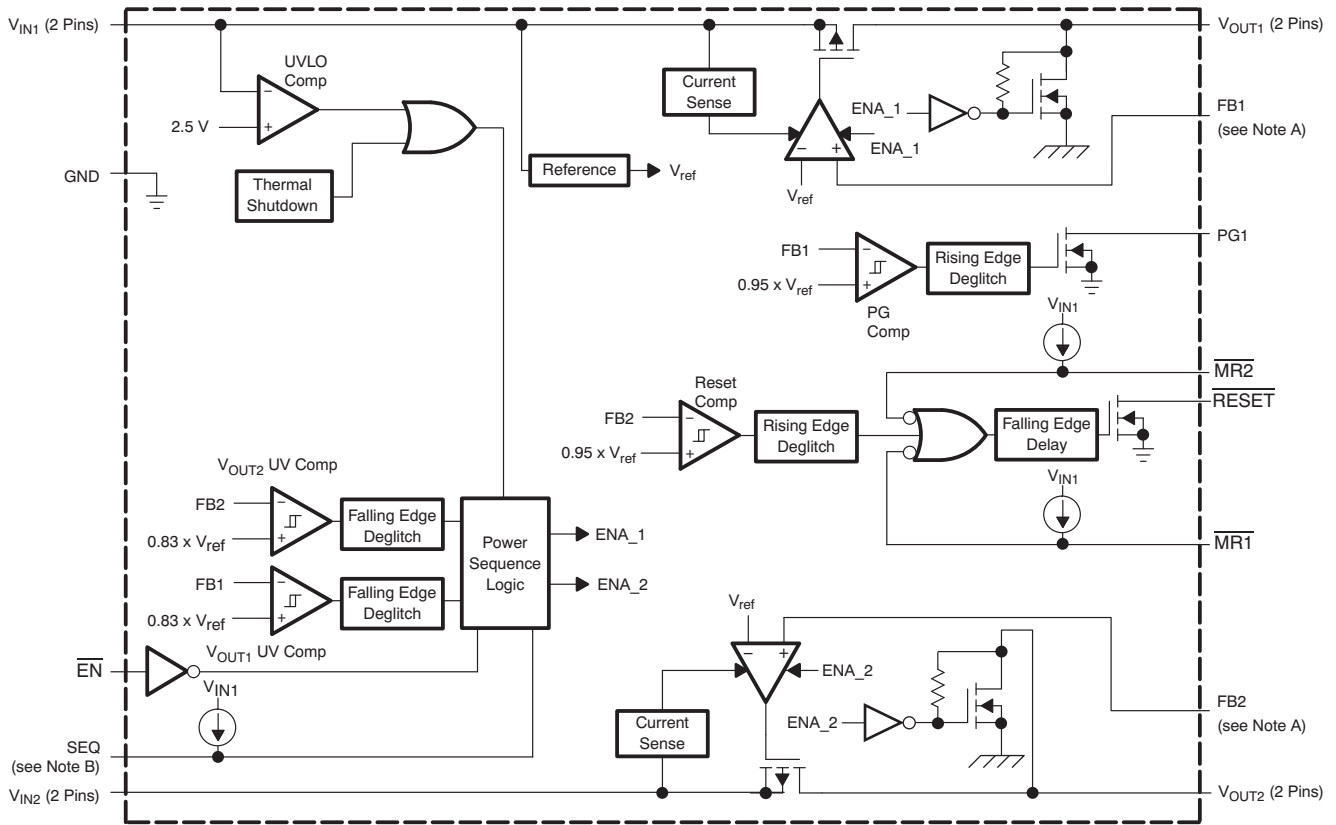 VIN1 (2 Pins)
VOUT1 (2 Pins)
UVLO
Comp
−
2.5 V
+
Current
Sense
ENA_1
FB1
(see Note A)
ENA_1
−
+
Vref
GND
Thermal
Shutdown
Reference
Vref
PG1
FB1
−
0.95 x Vref
+
PG
Comp
Rising Edge
Deglitch
VIN1
MR2
RESET
Reset
Comp
FB2
−
0.95 x Vref
+
Rising Edge
Deglitch
Falling Edge
Delay
VIN1
MR1
VOUT2 UV Comp
FB2
−
0.83 x Vref
+
Falling Edge
Deglitch
Power
Sequence
Logic
ENA_1
ENA_2
FB1
−
0.83 x Vref
+
Falling Edge
Deglitch
VOUT1 UV Comp
EN
VIN1
Vref
−
+
ENA_2
Current
Sense
ENA_2
FB2
(see Note A)
SEQ
(see Note B)
VIN2 (2 Pins)
VOUT2 (2 Pins)